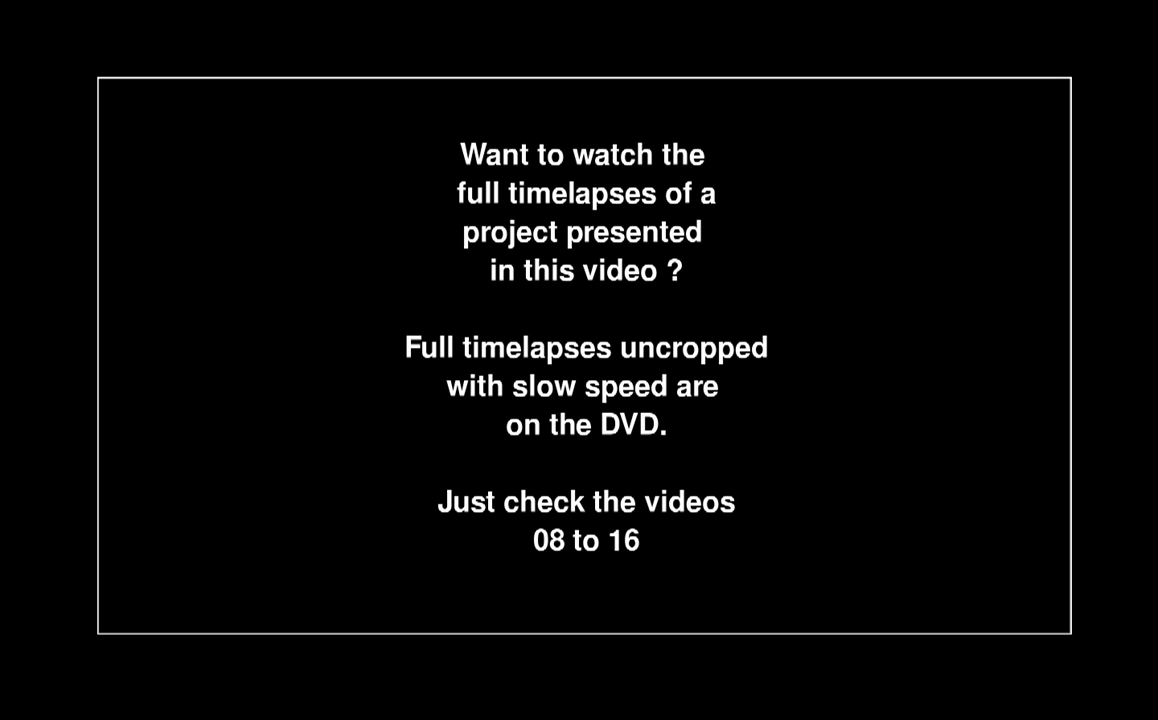 Want to watch the
full timelapses of a
project presented
in this video ?
Full timelapses uncropped
with slow speed are
on the DVD.
Just check the videos
08 to 16